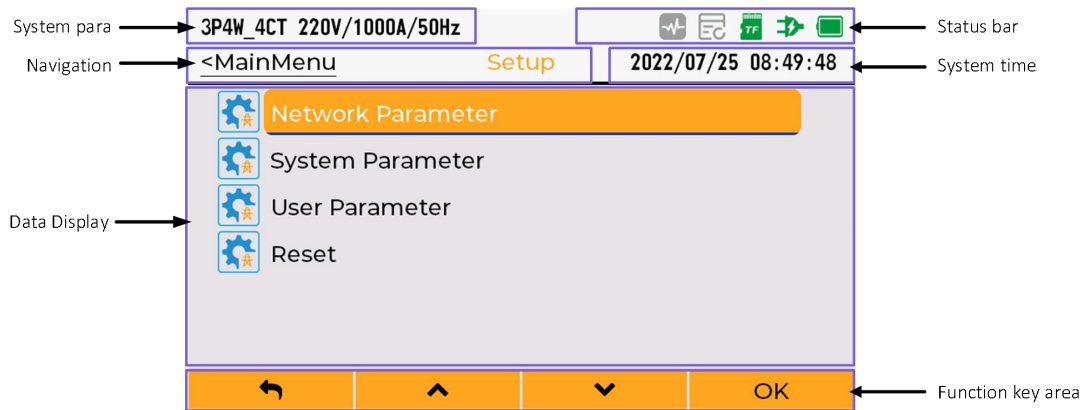 System para
3P4W_4CT 220V/1000A/50Hz
TF
Status bar
Navigation
<MainMenu
Setup
2022/07/25 08:49:48
System time
Network Parameter
System Parameter
User Parameter
Reset
Data Display
OK
Function key area